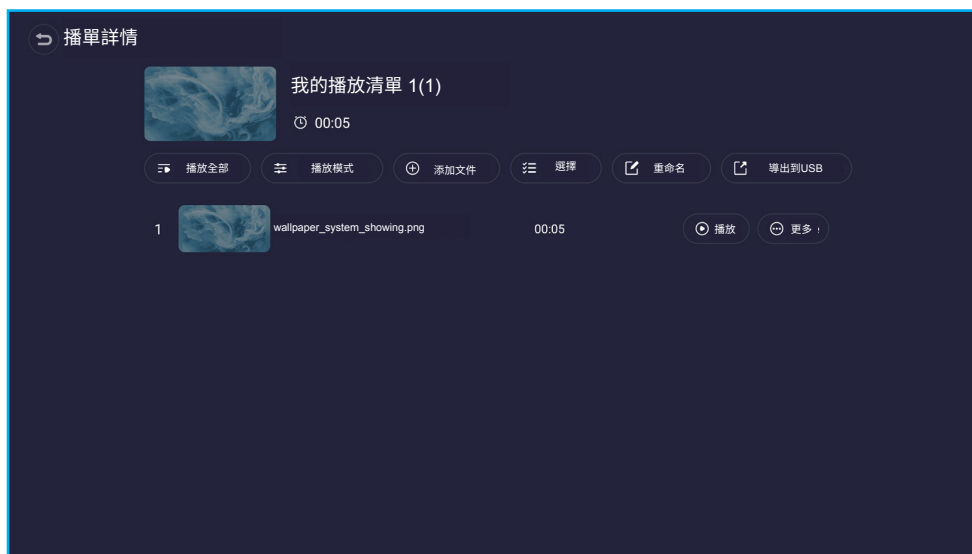 播單詳情
我的播放清單 1(1)
00:05
播放全部 播放模式 添加文件 選擇 重命名 導出到USB
1 wallpaper_system_showing.png 00:05 播放 更多